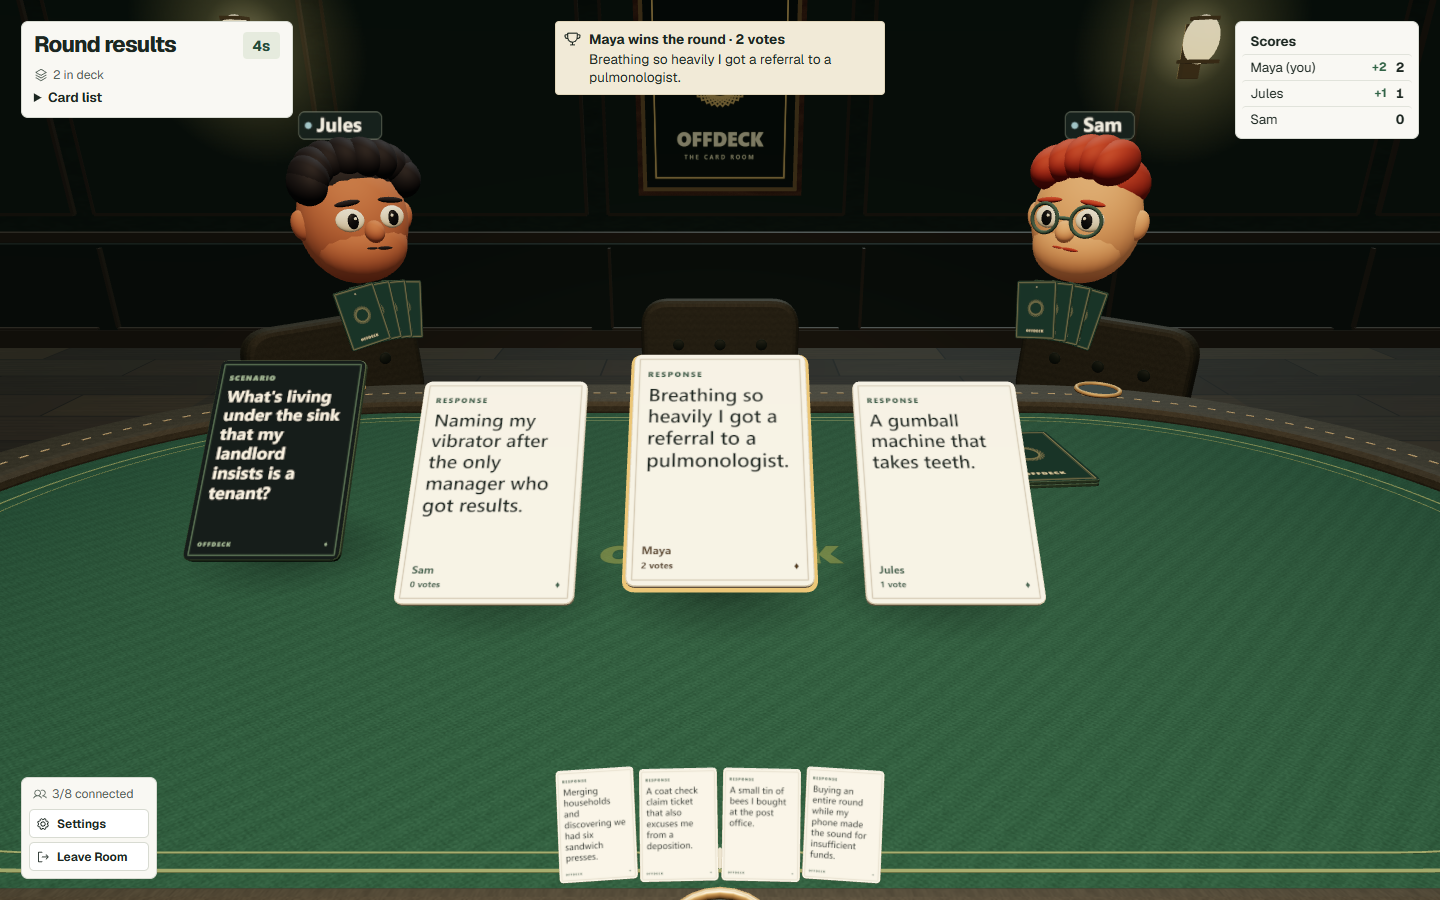 Round results
4s
2 in deck
Card list
Maya wins the round · 2 votes
Breathing so heavily I got a referral to a
pulmonologist.
Scores
Maya (you) +2 2
Jules +1 1
Sam 0
Jules
Sam
OFFDECK
THE CARD ROOM
SCENARIO
What's living
under the sink
that my
landlord
insists is a
tenant?
OFFDECK
RESPONSE
Naming my
vibrator after
the only
manager who
got results.
Sam
0 votes
RESPONSE
Breathing so
heavily I got a
referral to a
pulmonologist.
Maya
2 votes
RESPONSE
A gumball
machine that
takes teeth.
Jules
1 vote
OFFDECK
3/8 connected
Settings
Leave Room
RESPONSE
Merging
households
and
discovering we
had six
sandwich
presses.
OFFDECK
RESPONSE
A coat check
claim ticket
that also
excuses me
from a
deposition.
OFFDECK
RESPONSE
A small tin of
bees I bought
at the post
office.
OFFDECK
RESPONSE
Buying an
entire round
while my
phone made
the sound for
insufficient
funds.
OFFDECK